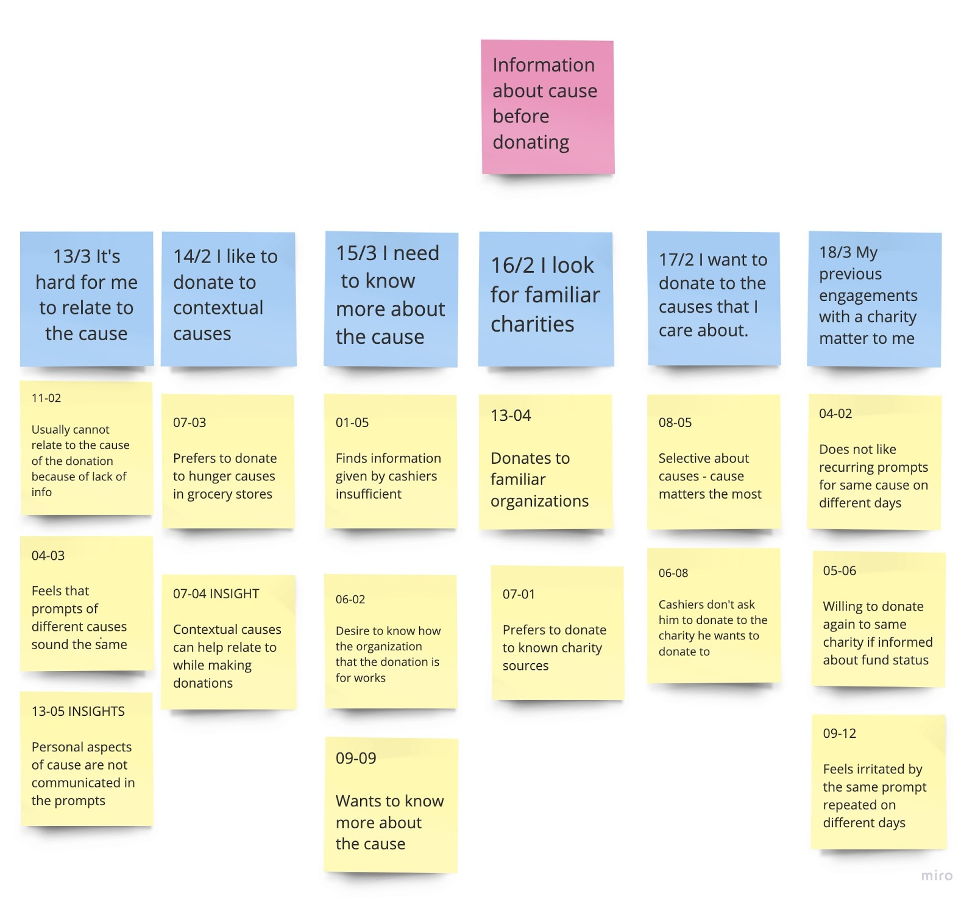 Information
about cause
before
donating
13/3 It's
hard for me
to relate to
the cause
14/2 I like to
donate to
contextual
causes
15/3 I need
to know
more about
the cause
16/2 I look
for familiar
charities
17/2 I want to
donate to the
causes that I
care about.
18/3 My
previous
engagements
with a charity
matter to me
11-02
Usually cannot
relate to the cause
of the donation
because of lack of
info
04-03
Feels that
prompts of
different causes
sound the same
13-05 INSIGHTS
Personal aspects
of cause are not
communicated in
the prompts
07-03
Prefers to donate
to hunger causes
in grocery stores
07-04 INSIGHT
Contextual causes
can help relate to
while making
donations
01-05
Finds information
given by cashiers
insufficient
06-02
Desire to know how
the organization
that the donation is
for works
09-09
Wants to know
more about
the cause
13-04
Donates to
familiar
organizations
07-01
Prefers to donate
to known charity
sources
08-05
Selective about
causes - cause
matters the most
06-08
Cashiers don't ask
him to donate to the
charity he wants to
donate to
04-02
Does not like
recurring prompts
for same cause on
different days
05-06
Willing to donate
again to same
charity if informed
about fund status
09-12
Feels irritated by
the same prompt
repeated on
different days
miro